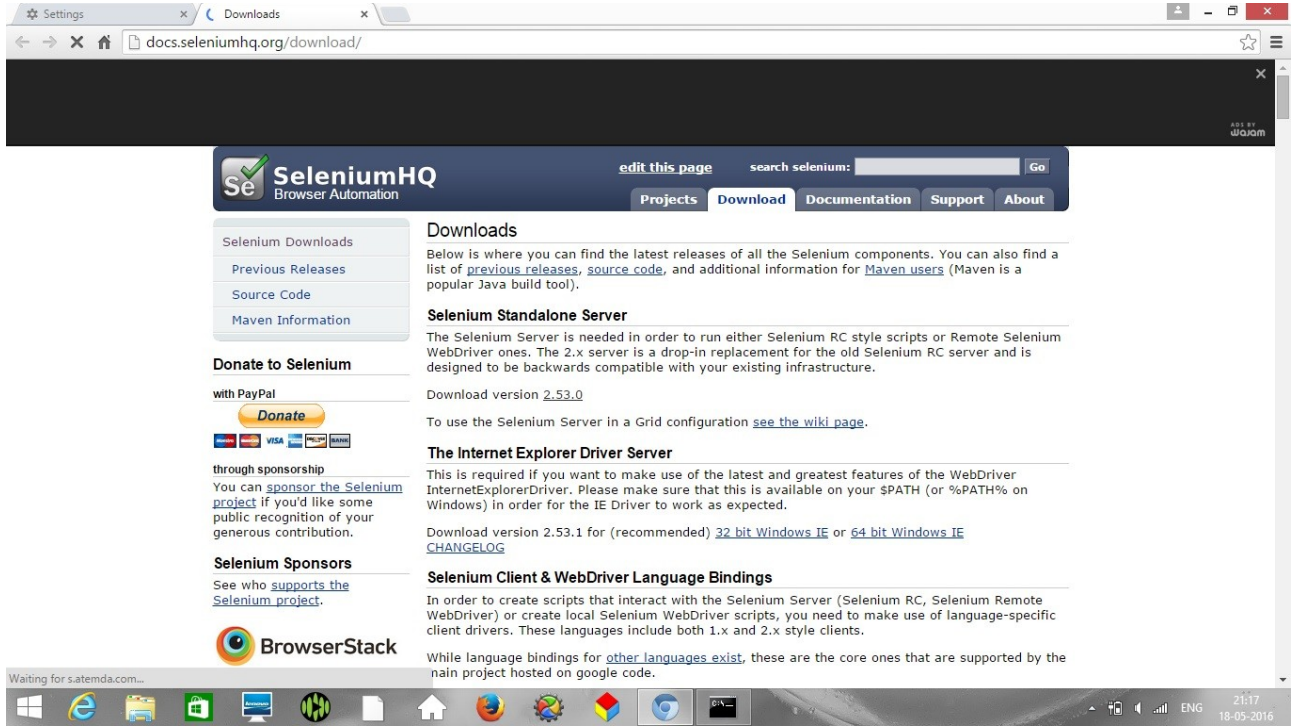 Settings
Downloads
docs.seleniumhq.org/download/
ADS BY
wajam
Se
SeleniumHQ
Browser Automation
edit this page
search selenium:
Go
Projects
Download
Documentation
Support
About
Selenium Downloads
Previous Releases
Source Code
Maven Information
Donate to Selenium
with PayPal
Donate
VISA
BANK
through sponsorship
You can sponsor the Selenium
project if you'd like some
public recognition of your
generous contribution.
Selenium Sponsors
See who supports the
Selenium project.
BrowserStack
Downloads
Below is where you can find the latest releases of all the Selenium components. You can also find a
list of previous releases, source code, and additional information for Maven users (Maven is a
popular Java build tool).
Selenium Standalone Server
The Selenium Server is needed in order to run either Selenium RC style scripts or Remote Selenium
WebDriver ones. The 2.x server is a drop-in replacement for the old Selenium RC server and is
designed to be backwards compatible with your existing infrastructure.
Download version 2.53.0
To use the Selenium Server in a Grid configuration see the wiki page.
The Internet Explorer Driver Server
This is required if you want to make use of the latest and greatest features of the WebDriver
InternetExplorerDriver. Please make sure that this is available on your $PATH (or %PATH% on
Windows) in order for the IE Driver to work as expected.
Download version 2.53.1 for (recommended) 32 bit Windows IE or 64 bit Windows IE
CHANGELOG
Selenium Client & WebDriver Language Bindings
In order to create scripts that interact with the Selenium Server (Selenium RC, Selenium Remote
WebDriver) or create local Selenium WebDriver scripts, you need to make use of language-specific
client drivers. These languages include both 1.x and 2.x style clients.
While language bindings for other languages exist, these are the core ones that are supported by the
main project hosted on google code.
Waiting for s.atemda.com...
ENG
21:17
18-05-2016